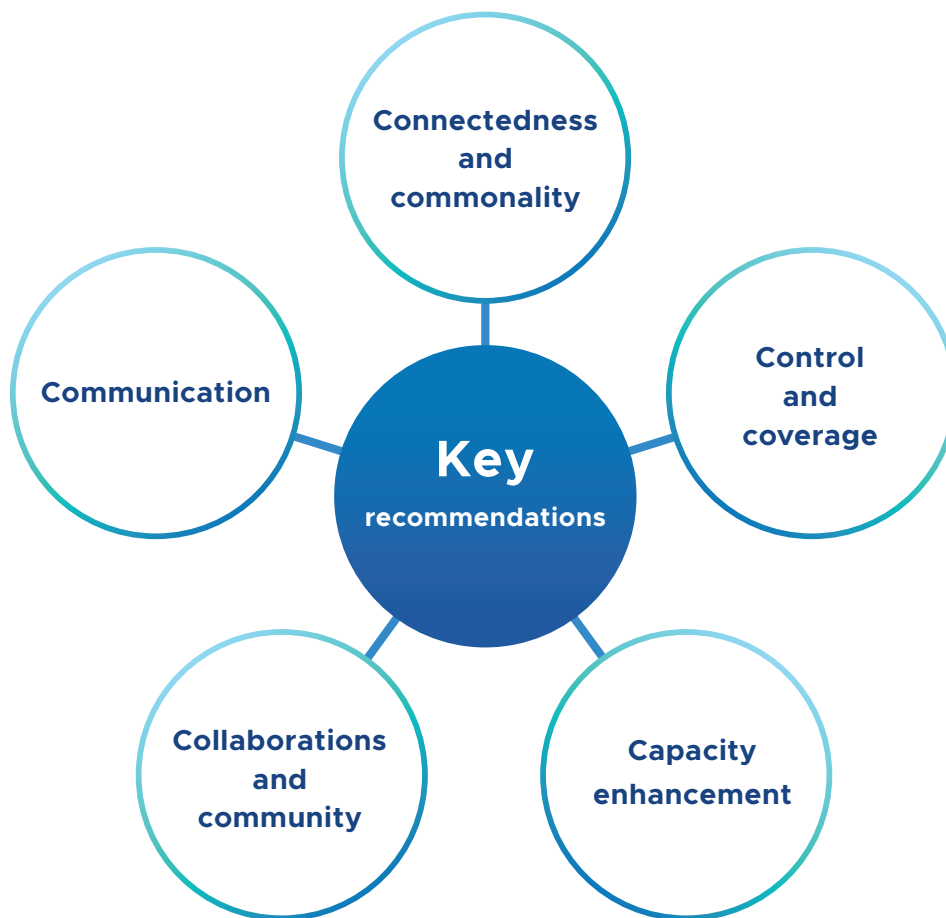 Connectedness
and
commonality
Communication
Control
and
coverage
Key
recommendations
Collaborations
and
community
Capacity
enhancement